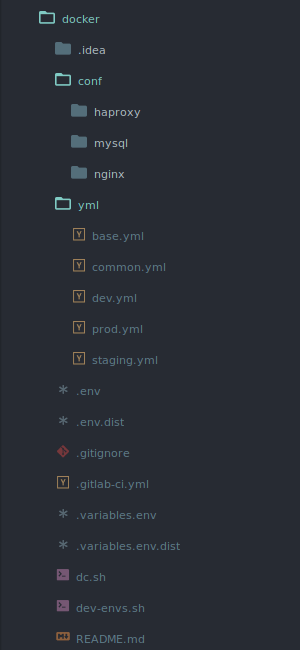 docker
.idea
conf
haproxy
mysql
nginx
yml
base.yml
common.yml
dev.yml
prod.yml
staging.yml
.env
.env.dist
.gitignore
.gitlab-ci.yml
.variables.env
.variables.env.dist
dc.sh
dev-envs.sh
README.md